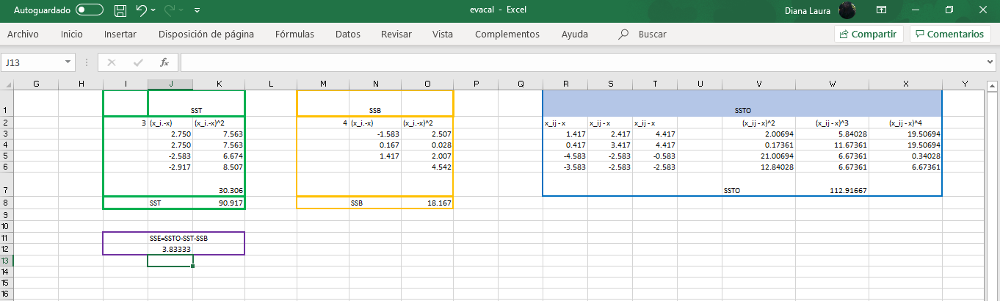 Autoguardado evacal - Excel Diana Laura
Archivo Inicio Insertar Disposición de página Fórmulas Datos Revisar Vista Complementos Ayuda Buscar Compartir Comentarios
J13 fx
G H I J K L M N O P Q R S T U V W X Y
1 SST SSB SSTO
2 3 (x_i.-x) (x_i.-x)^2 4 (x_i.-x) (x_i.-x)^2 x_ij - x x_ij - x x_ij - x (x_ij - x)^2 (x_ij - x)^3 (x_ij - x)^4
3 2.750 7.563 -1.583 2.507 1.417 2.417 4.417 2.00694 5.84028 19.50694
4 2.750 7.563 0.167 0.028 0.417 3.417 4.417 0.17361 11.67361 19.50694
5 -2.583 6.674 1.417 2.007 -4.583 -2.583 -0.583 21.00694 6.67361 0.34028
6 -2.917 8.507 4.542 -3.583 -2.583 -2.583 12.84028 6.67361 6.67361
7 30.306 SSTO 112.91667
8 SST 90.917 SSB 18.167
9
10
11 SSE=SSTO-SST-SSB
12 3.83333
13
14
15
16